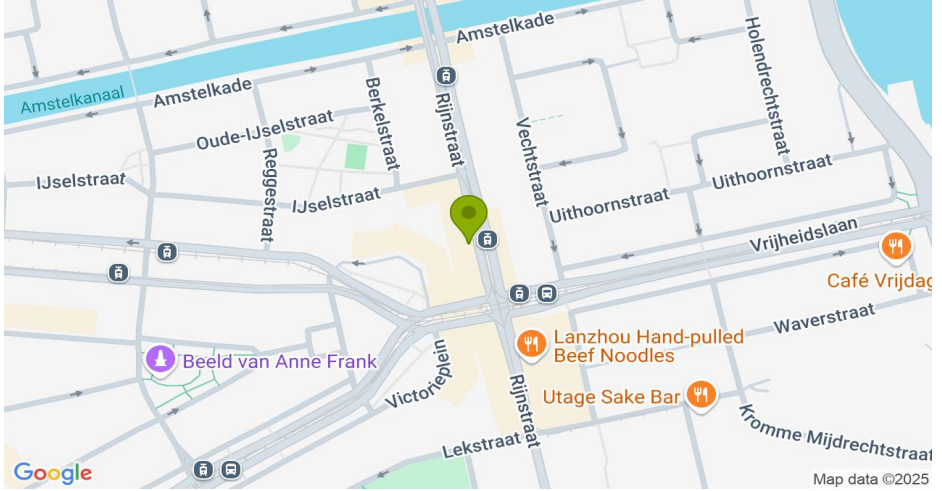 Amstelkade
Holendrechtstraat
Amstelkanaal
Amstelkade
Berkelstraat
Rijnstraat
Oude-IJselstraat
Vechtstraat
Reggestraat
IJselstraat
IJselstraat
Uithoornstraat
Uithoornstraat
Vrijheidslaan
Café Vrijdag
Waverstraat
Lanzhou Hand-pulled
Beef Noodles
Beeld van Anne Frank
Victorieplein
Rijnstraat
Utage Sake Bar
Lekstraat
Kromme Mijdrechtstraat
Google
Map data ©2025